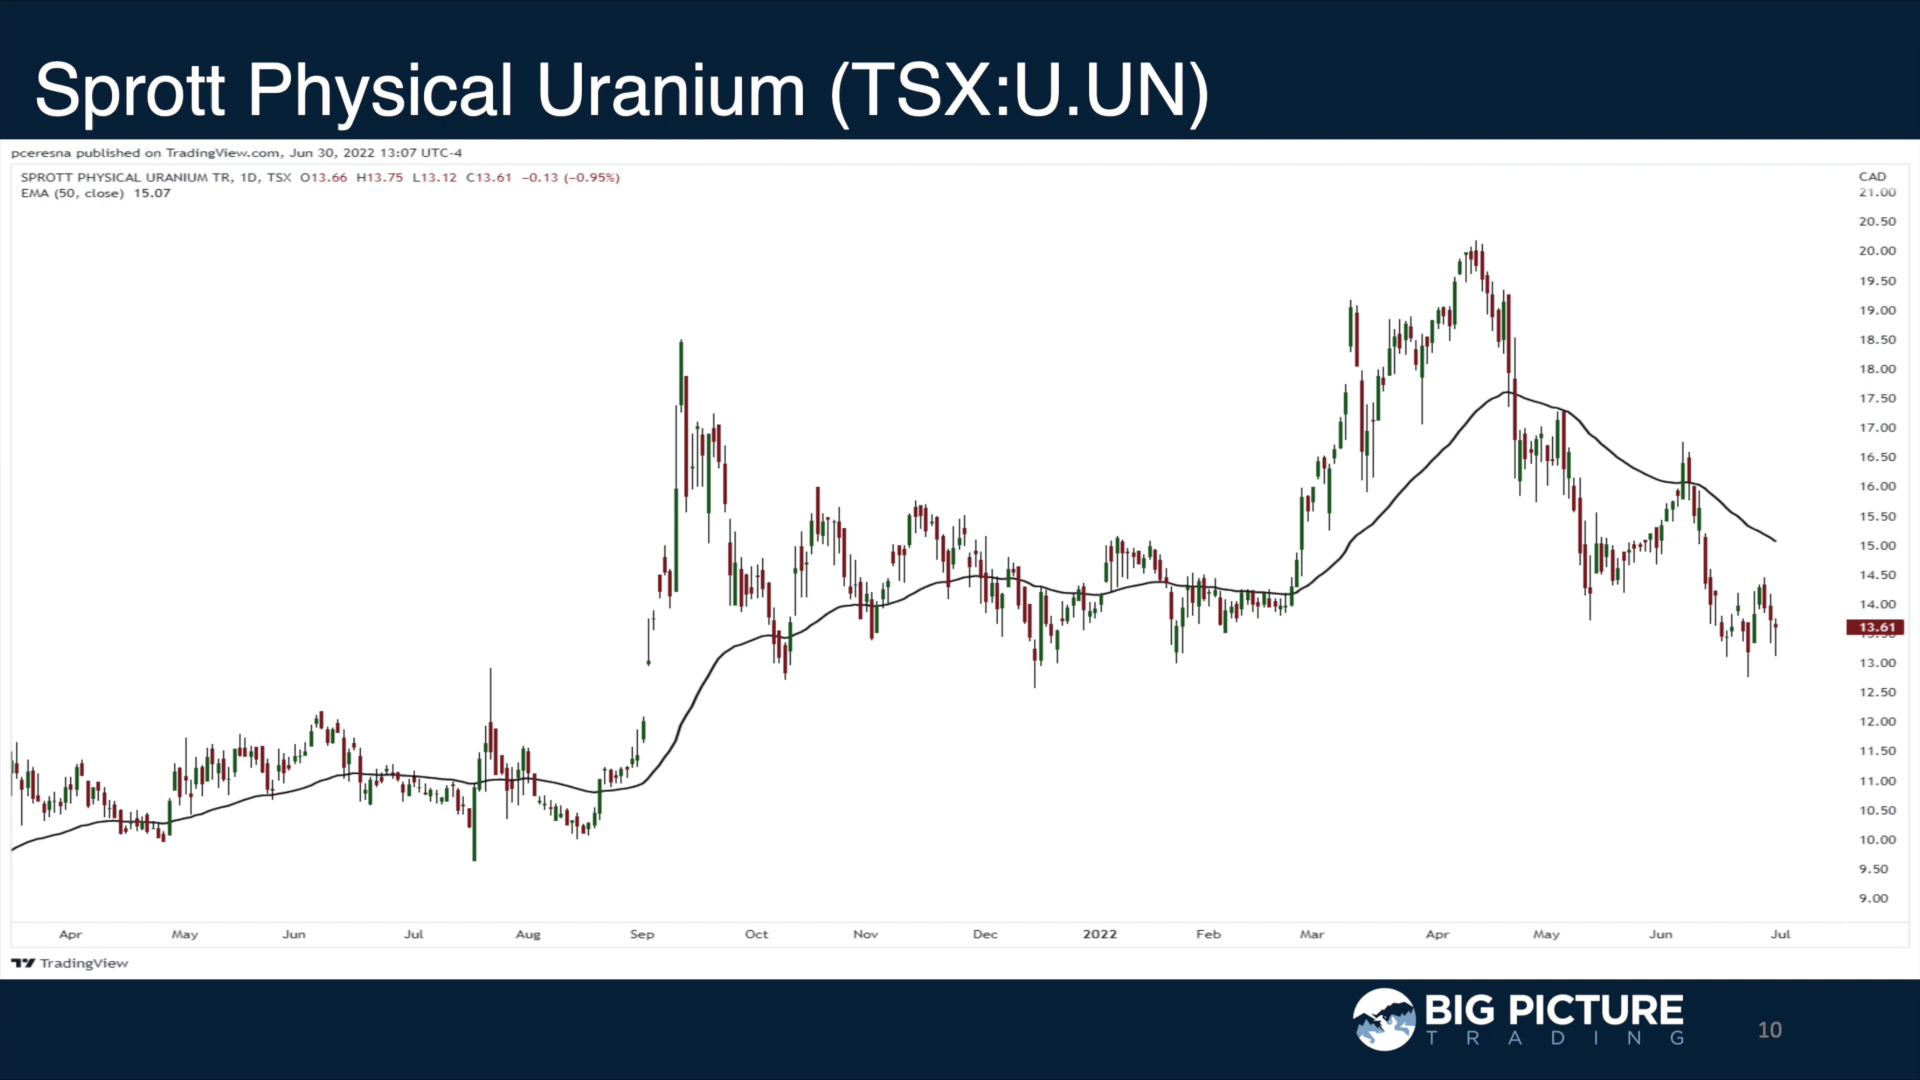 Sprott Physical Uranium (TSX:U.UN)
pceresna published on TradingView.com, Jun 30, 2022 13:07 UTC-4
SPROTT PHYSICAL URANIUM TR, 1D, TSX O13.66 H13.75 L13.12 C13.61 −0.13 (−0.95%)
EMA (50, close) 15.07
CAD
21.00
20.50
20.00
19.50
19.00
18.50
18.00
17.50
17.00
16.50
16.00
15.50
15.00
14.50
14.00
13.61
13.00
12.50
12.00
11.50
11.00
10.50
10.00
9.50
9.00
Apr May Jun Jul Aug Sep Oct Nov Dec 2022 Feb Mar Apr May Jun Jul
TradingView
BIG PICTURE
TRADING
10